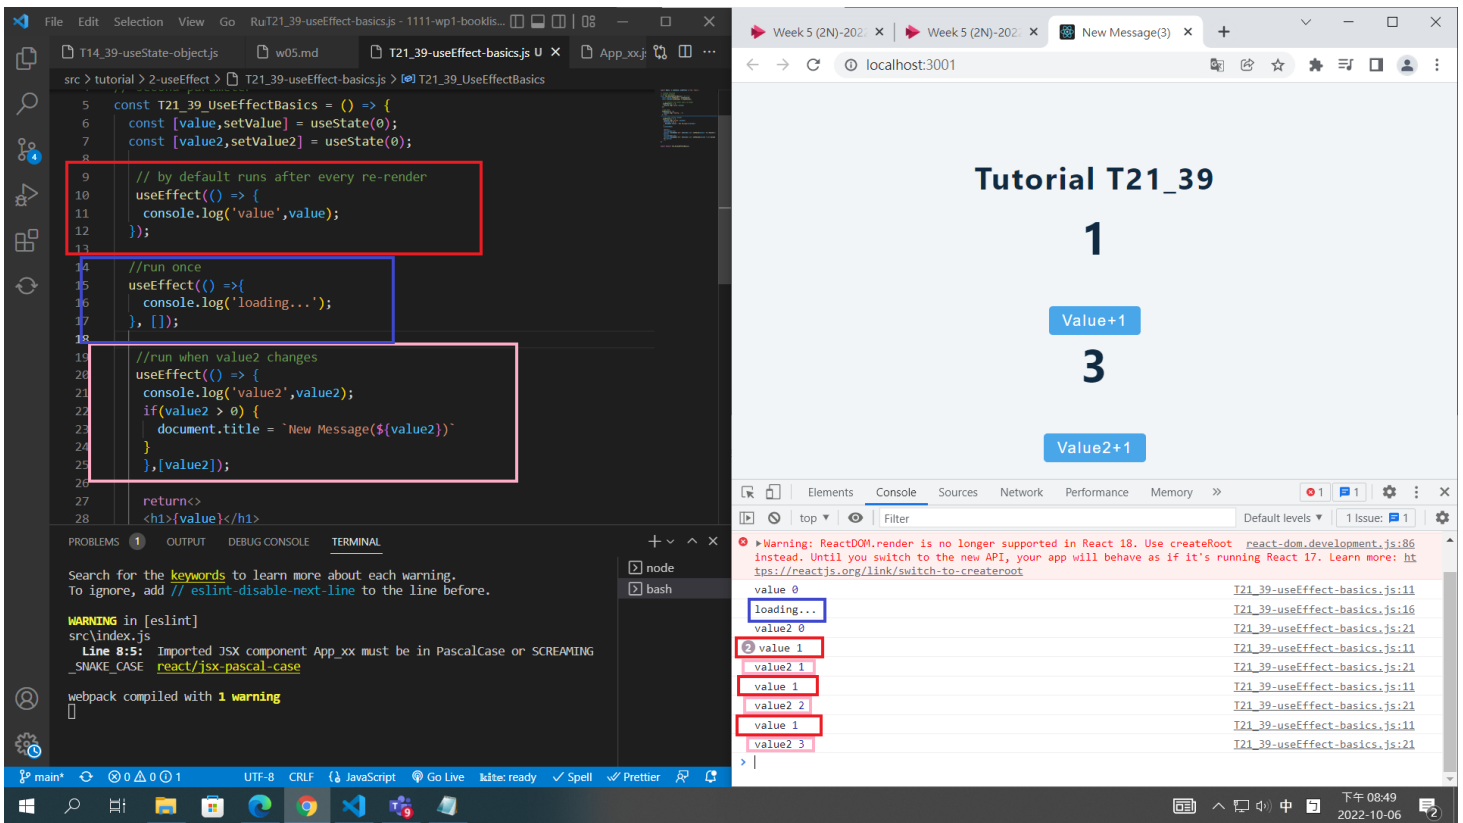 File Edit Selection View Go Ru T21_39-useEffect-basics.js - 1111-wp1-booklis...
T14_39-useState-object.js w05.md T21_39-useEffect-basics.js U App_xx.js
src > tutorial > 2-useEffect > T21_39-useEffect-basics.js > T21_39_UseEffectBasics
5 const T21_39_UseEffectBasics = () => {
6 const [value,setValue] = useState(0);
7 const [value2,setValue2] = useState(0);
8
9 // by default runs after every re-render
10 useEffect(() => {
11 console.log('value',value);
12 });
13
14 //run once
15 useEffect(() =>{
16 console.log('loading...');
17 }, []);
18
19 //run when value2 changes
20 useEffect(() => {
21 console.log('value2',value2);
22 if(value2 > 0) {
23 document.title = `New Message(${value2})`
24 }
25 },[value2]);
26
27 return<>
28 <h1>{value}</h1>
PROBLEMS 1 OUTPUT DEBUG CONSOLE TERMINAL
Search for the keywords to learn more about each warning.
To ignore, add // eslint-disable-next-line to the line before.
WARNING in [eslint]
src\index.js
Line 8:5: Imported JSX component App_xx must be in PascalCase or SCREAMING
_SNAKE_CASE react/jsx-pascal-case
webpack compiled with 1 warning
node
bash
4
main* 0 0 1 UTF-8 CRLF JavaScript Go Live kite: ready Spell Prettier
Week 5 (2N)-202 Week 5 (2N)-202 New Message(3)
localhost:3001
Tutorial T21_39
1
Value+1
3
Value2+1
Elements Console Sources Network Performance Memory 1 1
top Filter Default levels 1 Issue: 1
Warning: ReactDOM.render is no longer supported in React 18. Use createRoot react-dom.development.js:86
instead. Until you switch to the new API, your app will behave as if it's running React 17. Learn more: ht
tps://reactjs.org/link/switch-to-createroot
value 0 T21_39-useEffect-basics.js:11
loading... T21_39-useEffect-basics.js:16
value2 0 T21_39-useEffect-basics.js:21
2 value 1 T21_39-useEffect-basics.js:11
value2 1 T21_39-useEffect-basics.js:21
value 1 T21_39-useEffect-basics.js:11
value2 2 T21_39-useEffect-basics.js:21
value 1 T21_39-useEffect-basics.js:11
value2 3 T21_39-useEffect-basics.js:21
9 中 下午 08:49
2022-10-06 2